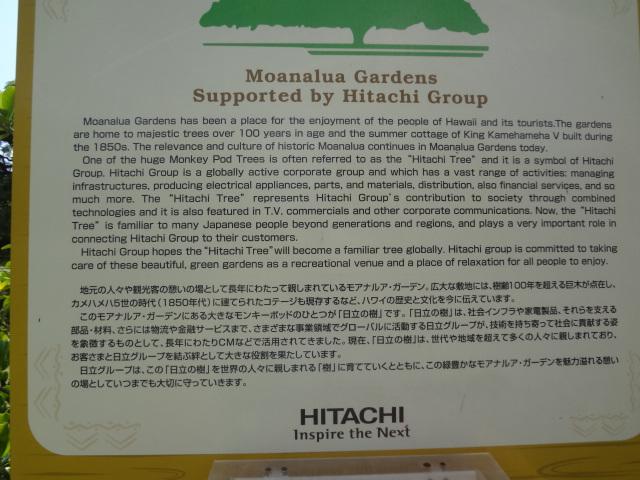 Moanalua Gardens
Supported by Hitachi Group
Moanalua Gardens has been a place for the enjoyment of the people of Hawaii and its tourists.The gardens
are home to majestic trees over 100 years in age and the summer cottage of King Kamehameha V built during
the 1850s. The relevance and culture of historic Moanalua continues in Moanalua Gardens today.
One of the huge Monkey Pod Trees is often referred to as the "Hitachi Tree" and it is a symbol of Hitachi
Group. Hitachi Group is a globally active corporate group and which has a vast range of activities: managing
infrastructures, producing electrical appliances, parts, and materials, distribution, also financial services, and so
much more. The "Hitachi Tree" represents Hitachi Group's contribution to society through combined
technologies and it is also featured in T.V. commercials and other corporate communications. Now, the "Hitachi
Tree" is familiar to many Japanese people beyond generations and regions, and plays a very important role in
connecting Hitachi Group to their customers.
Hitachi Group hopes the "Hitachi Tree" will become a familiar tree globally. Hitachi group is committed to taking
care of these beautiful, green gardens as a recreational venue and a place of relaxation for all people to enjoy.
地元の人々や観光客の憩いの場として長年にわたって親しまれているモアナルア・ガーデン。広大な敷地には、樹齢100年を超える巨木が点在し、
カメハメハ5世の時代(1850年代)に建てられたコテージも現存するなど、ハワイの歴史と文化を今に伝えています。
このモアナルア・ガーデンにある大きなモンキーポッドのひとつが「日立の樹」です。「日立の樹」は、社会インフラや家電製品、それらを支える
部品・材料、さらには物流や金融サービスまで、さまざまな事業領域でグローバルに活動する日立グループが、技術を持ち寄って社会に貢献する姿
を象徴するものとして、長年にわたりCMなどで活用されてきました。現在、「日立の樹」は、世代や地域を超えて多くの人々に親しまれており、
お客さまと日立グループを結ぶ絆として大きな役割を果たしています。
日立グループは、この「日立の樹」を世界の人々に親しまれる「樹」に育てていくとともに、この緑豊かなモアナルア・ガーデンを魅力溢れる憩い
の場としていつまでも大切に守っていきます。
HITACHI
Inspire the Next